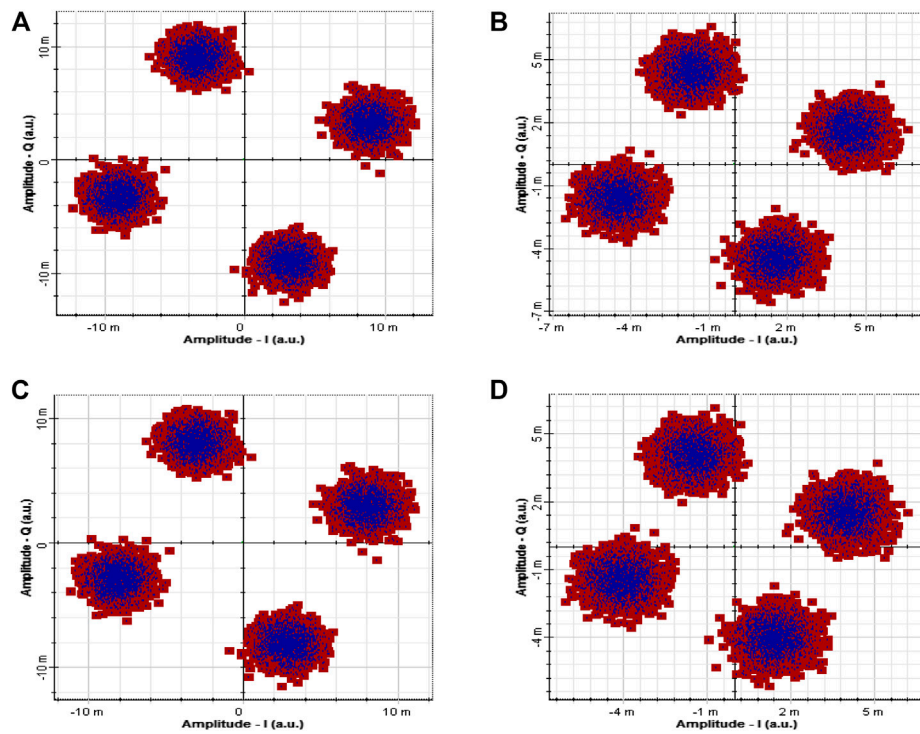 A
Amplitude - Q (a.u.)
10 m
0
-10 m
-10 m 0 10 m
Amplitude - I (a.u.)
B
Amplitude - Q (a.u.)
5 m
2 m
-1 m
-4 m
-7 m
-7 m -4 m -1 m 2 m 5 m
Amplitude - I (a.u.)
C
Amplitude - Q (a.u.)
10 m
0
-10 m
-10 m 0 10 m
Amplitude - I (a.u.)
D
Amplitude - Q (a.u.)
5 m
2 m
-1 m
-4 m
-4 m -1 m 2 m 5 m
Amplitude - I (a.u.)